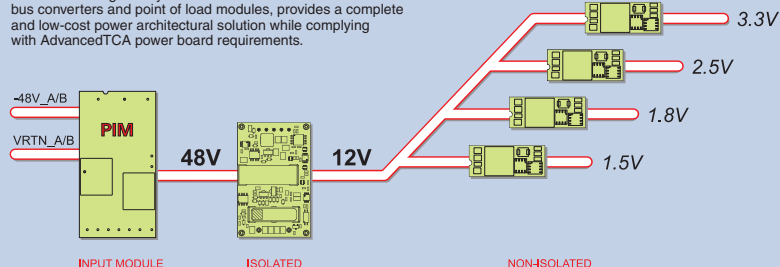 bus converters and point of load modules, provides a complete
and low-cost power architectural solution while complying
with AdvancedTCA power board requirements.
3.3V
2.5V
1.8V
1.5V
-48V_A/B
VRTN_A/B
PIM
48V
12V
INPUT MODULE
ISOLATED
NON-ISOLATED